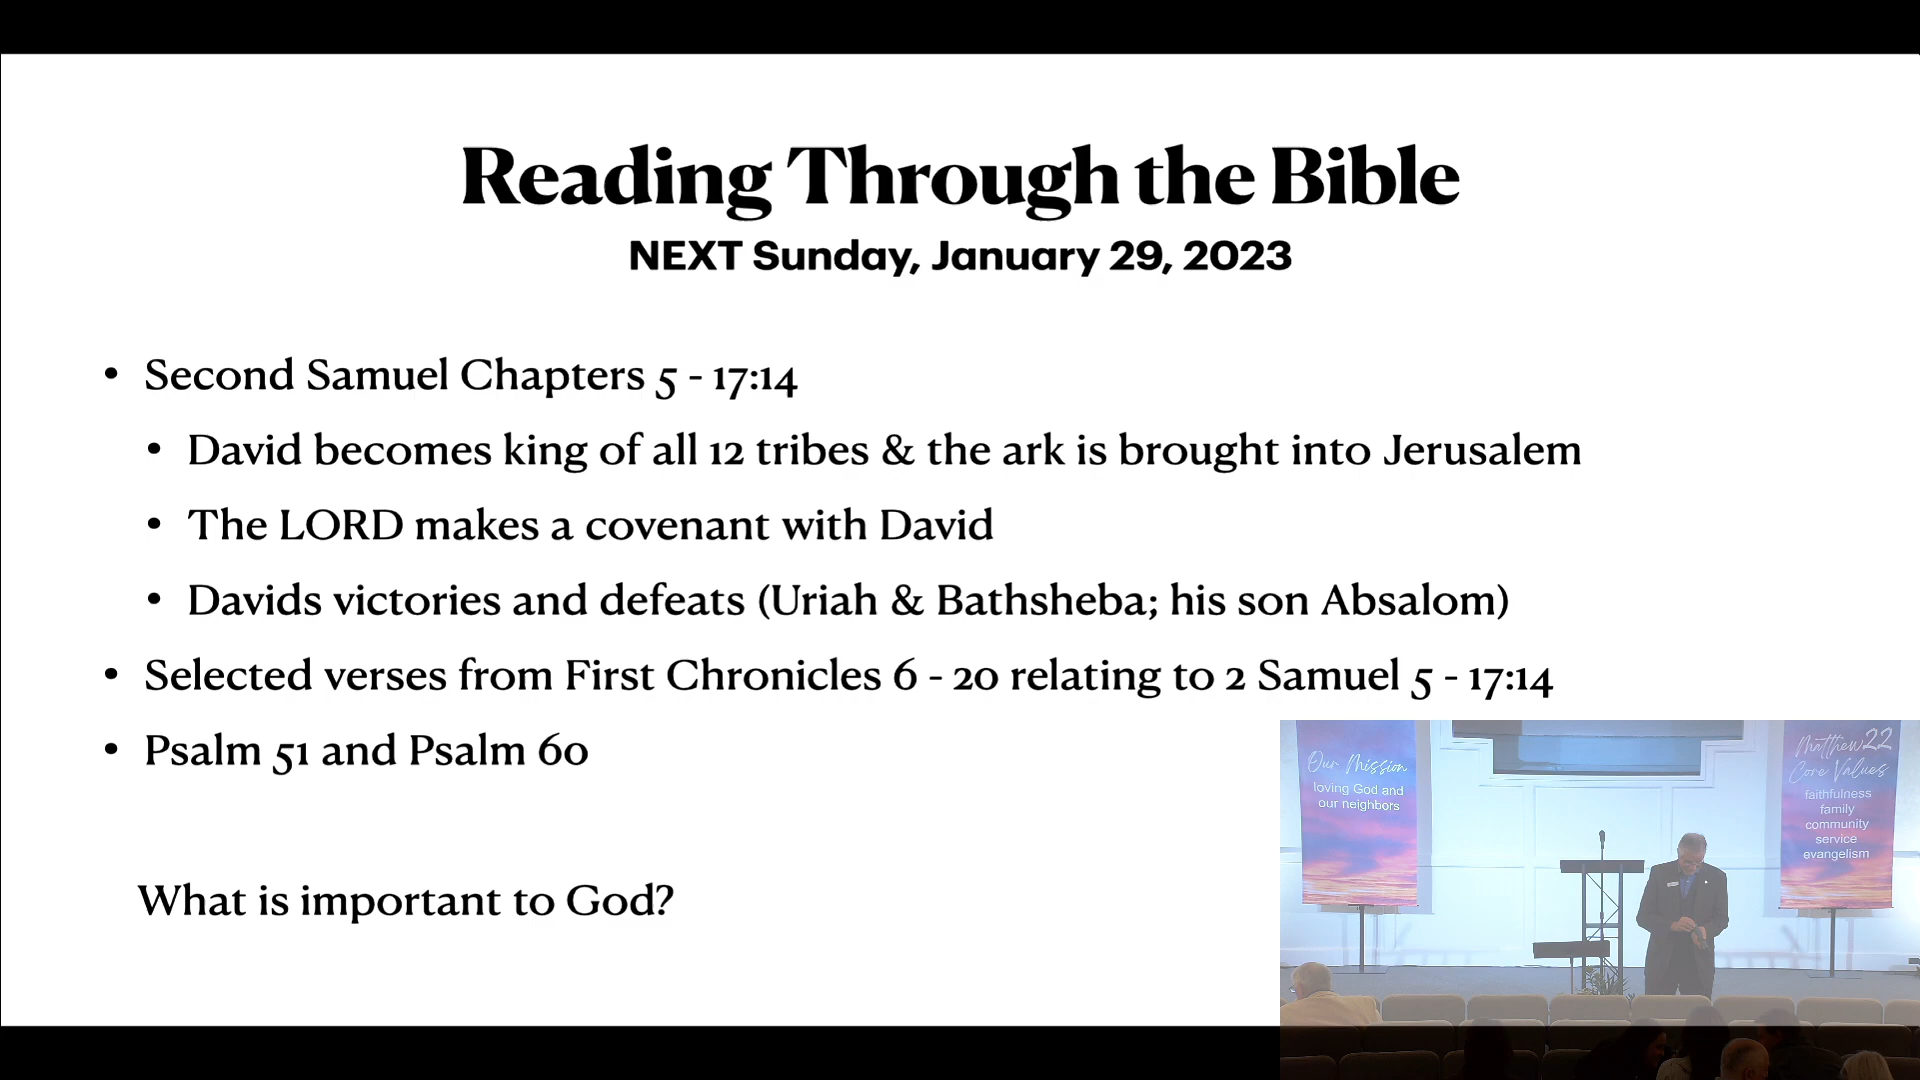 Reading Through the Bible
NEXT Sunday, January 29, 2023
• Second Samuel Chapters 5 - 17:14
• David becomes king of all 12 tribes & the ark is brought into Jerusalem
• The LORD makes a covenant with David
• Davids victories and defeats (Uriah & Bathsheba; his son Absalom)
• Selected verses from First Chronicles 6 - 20 relating to 2 Samuel 5 - 17:14
• Psalm 51 and Psalm 60
What is important to God?
Our Mission
loving God and
our neighbors
Matthew 22
Core Values
faithfulness
family
community
service
evangelism